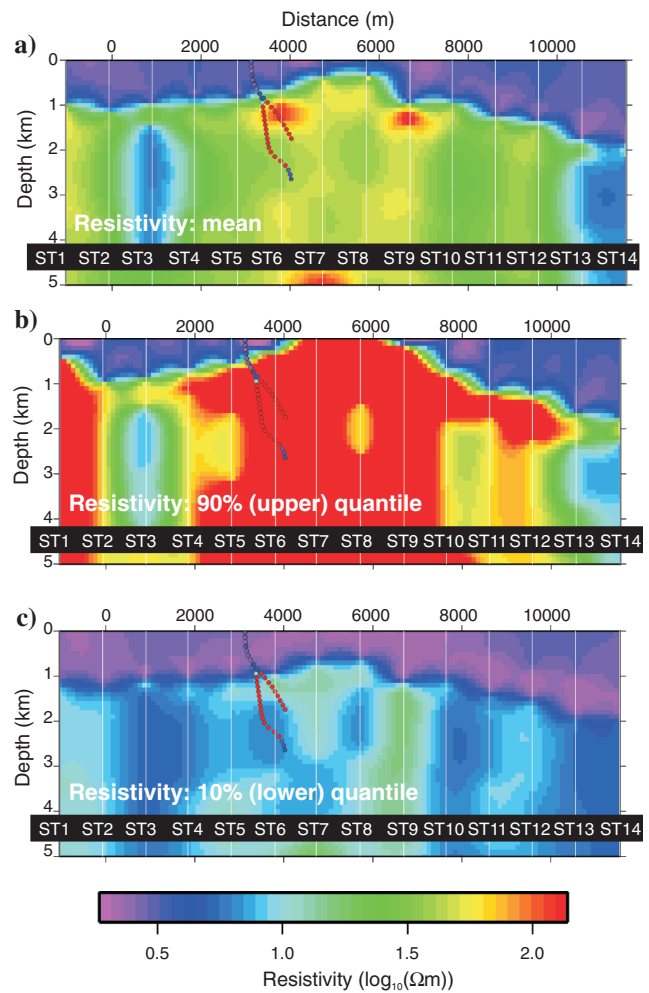 Distance (m)
a)
0 2000 4000 6000 8000 10000
0
1
2
3
4
5
Depth (km)
Resistivity: mean
ST1 ST2 ST3 ST4 ST5 ST6 ST7 ST8 ST9 ST10 ST11 ST12 ST13 ST14
b)
0 2000 4000 6000 8000 10000
0
1
2
3
4
5
Depth (km)
Resistivity: 90% (upper) quantile
ST1 ST2 ST3 ST4 ST5 ST6 ST7 ST8 ST9 ST10 ST11 ST12 ST13 ST14
c)
0 2000 4000 6000 8000 10000
0
1
2
3
4
5
Depth (km)
Resistivity: 10% (lower) quantile
ST1 ST2 ST3 ST4 ST5 ST6 ST7 ST8 ST9 ST10 ST11 ST12 ST13 ST14
0.5 1.0 1.5 2.0
Resistivity (log₁₀(Ωm))